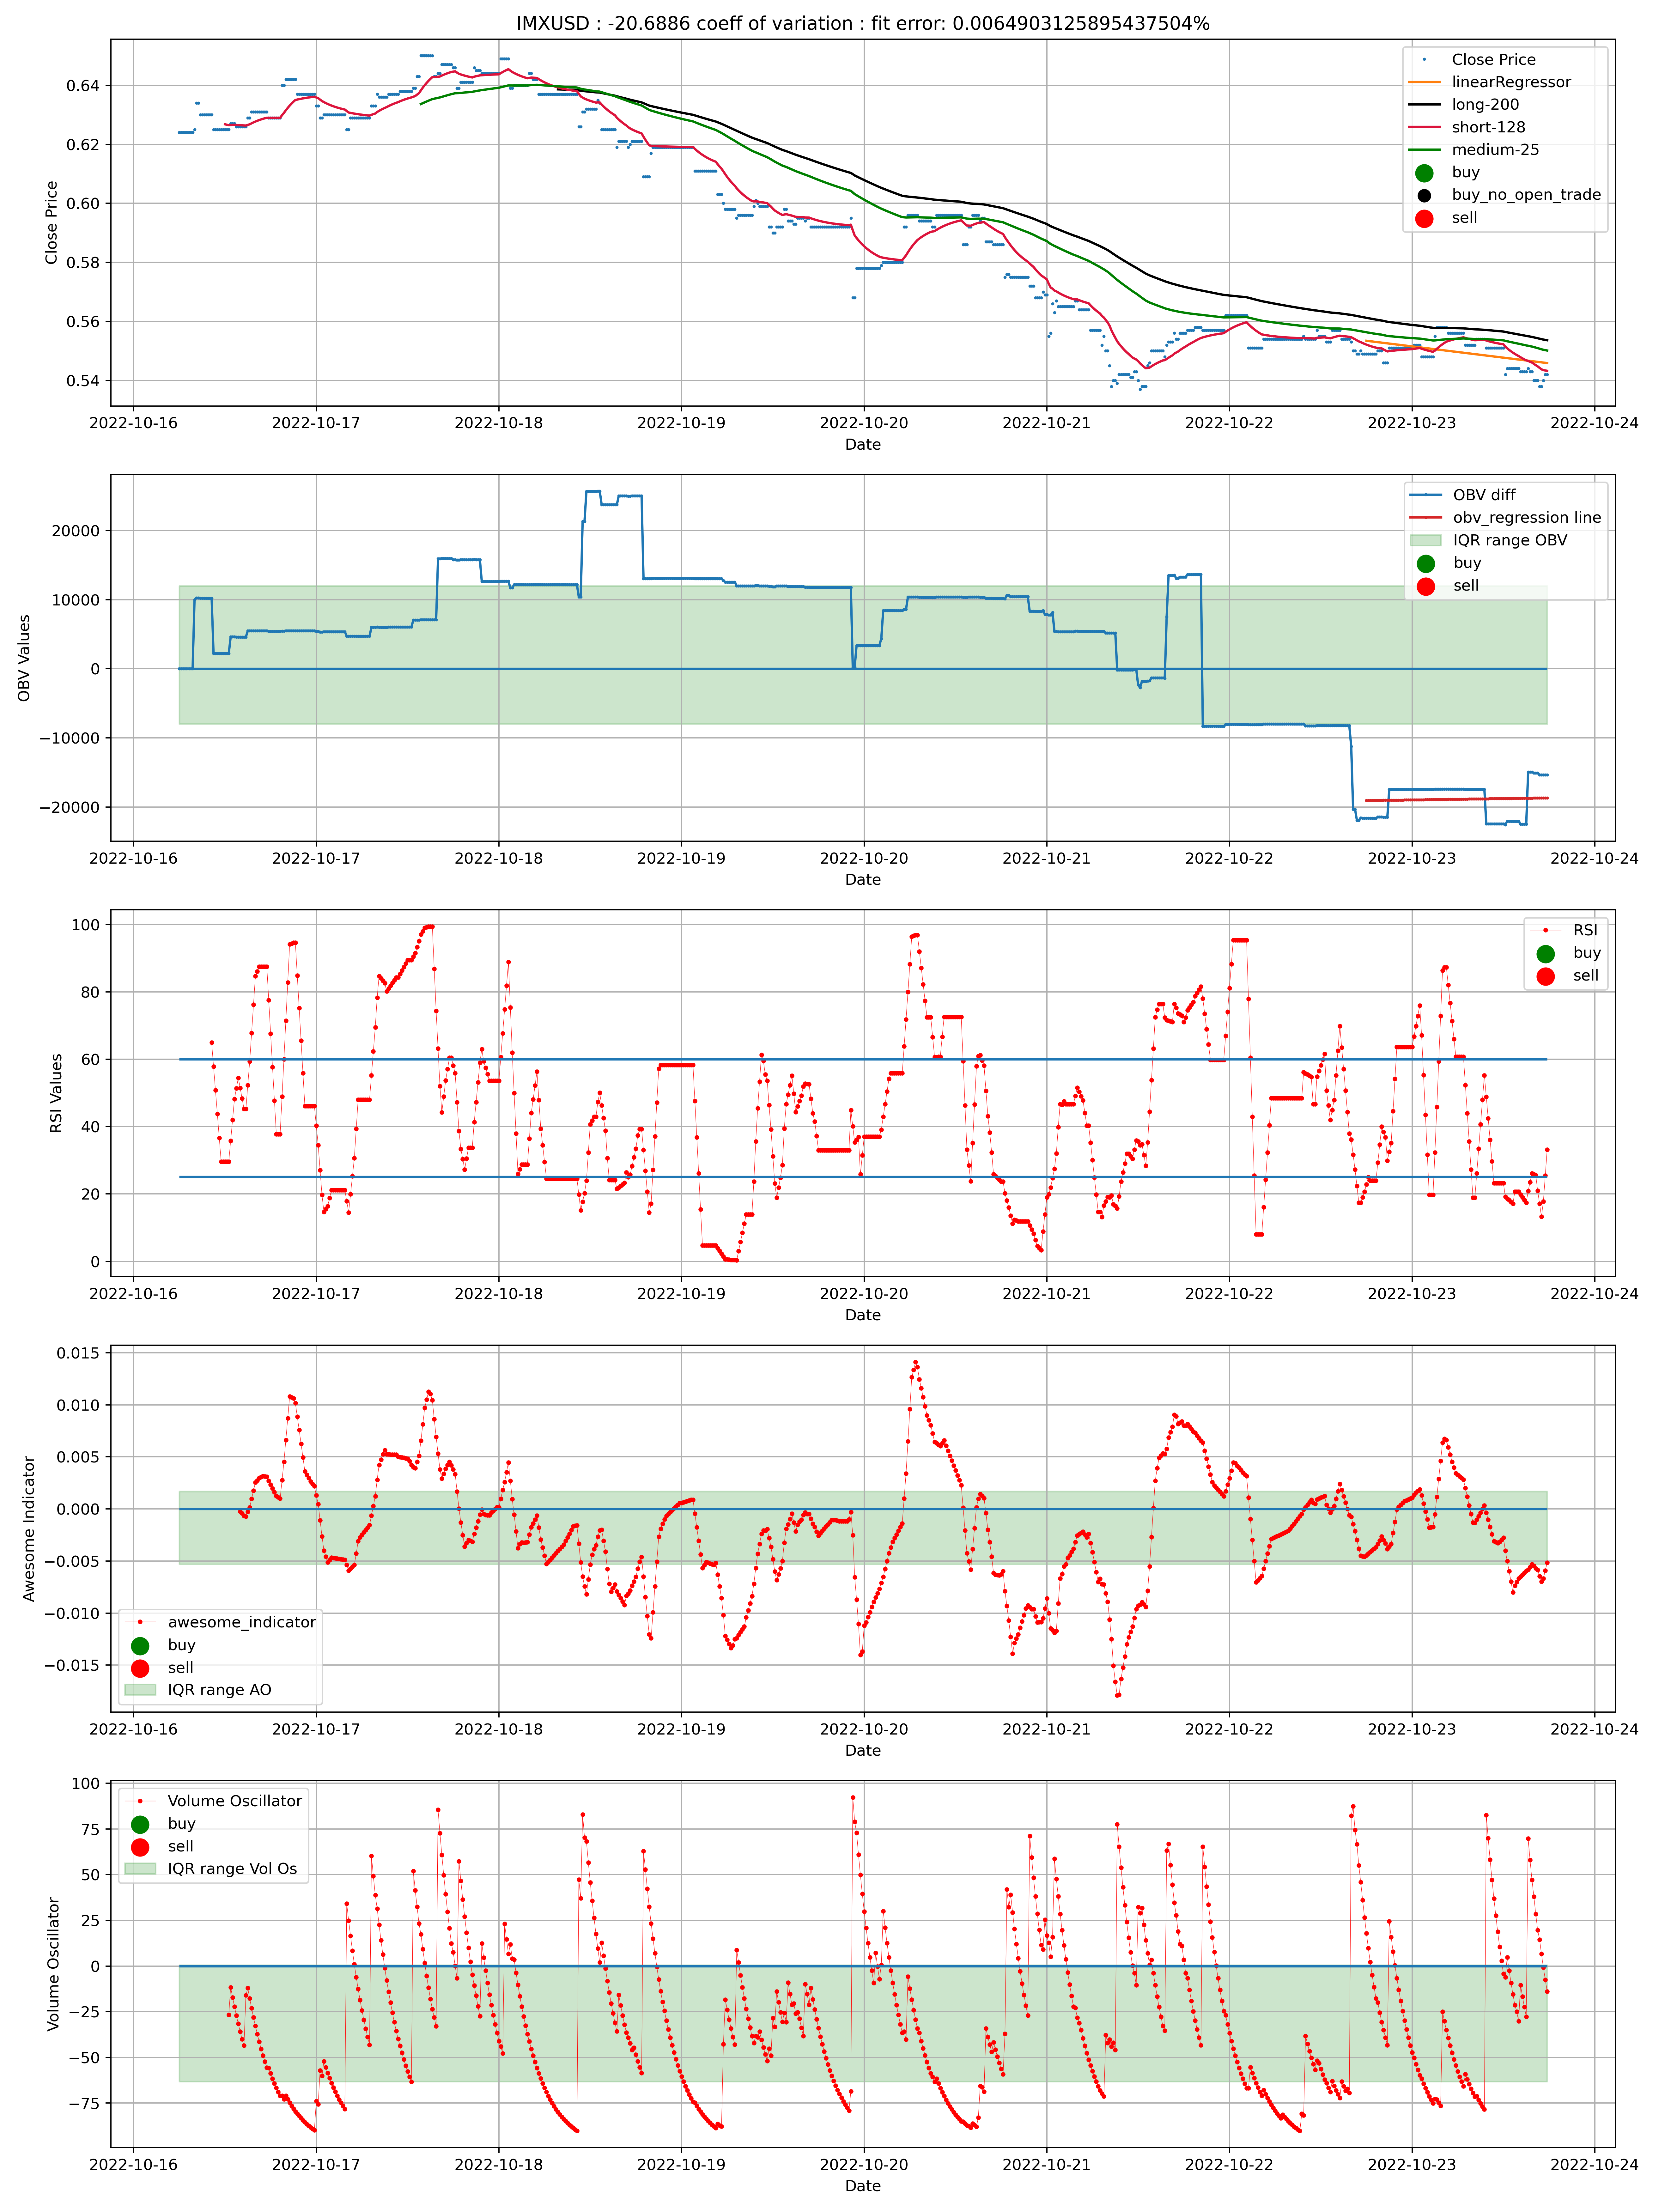 IMXUSD : -20.6886 coeff of variation : fit error: 0.0064903125895437504%
Close Price
0.64
0.62
0.60
0.58
0.56
0.54
Close Price
linearRegressor
long-200
short-128
medium-25
buy
buy_no_open_trade
sell
2022-10-16 2022-10-17 2022-10-18 2022-10-19 2022-10-20 2022-10-21 2022-10-22 2022-10-23 2022-10-24
Date
OBV Values
20000
10000
0
−10000
−20000
OBV diff
obv_regression line
IQR range OBV
buy
sell
2022-10-16 2022-10-17 2022-10-18 2022-10-19 2022-10-20 2022-10-21 2022-10-22 2022-10-23 2022-10-24
Date
RSI Values
100
80
60
40
20
0
RSI
buy
sell
2022-10-16 2022-10-17 2022-10-18 2022-10-19 2022-10-20 2022-10-21 2022-10-22 2022-10-23 2022-10-24
Date
Awesome Indicator
0.015
0.010
0.005
0.000
−0.005
−0.010
−0.015
awesome_indicator
buy
sell
IQR range AO
2022-10-16 2022-10-17 2022-10-18 2022-10-19 2022-10-20 2022-10-21 2022-10-22 2022-10-23 2022-10-24
Date
Volume Oscillator
100
75
50
25
0
−25
−50
−75
Volume Oscillator
buy
sell
IQR range Vol Os
2022-10-16 2022-10-17 2022-10-18 2022-10-19 2022-10-20 2022-10-21 2022-10-22 2022-10-23 2022-10-24
Date